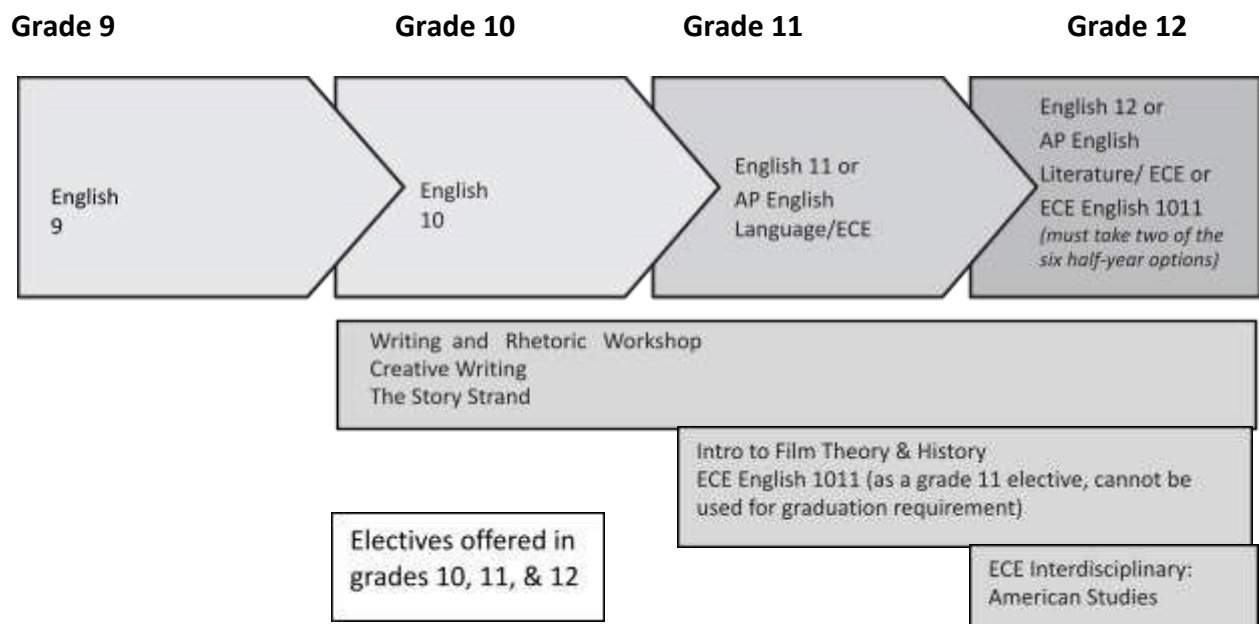 Grade 9 Grade 10 Grade 11 Grade 12
English
9
English
10
English 11 or
AP English
Language/ECE
English 12 or
AP English
Literature/ ECE or
ECE English 1011
(must take two of the
six half-year options)
Writing and Rhetoric Workshop
Creative Writing
The Story Strand
Intro to Film Theory & History
ECE English 1011 (as a grade 11 elective, cannot be
used for graduation requirement)
Electives offered in
grades 10, 11, & 12
ECE Interdisciplinary:
American Studies